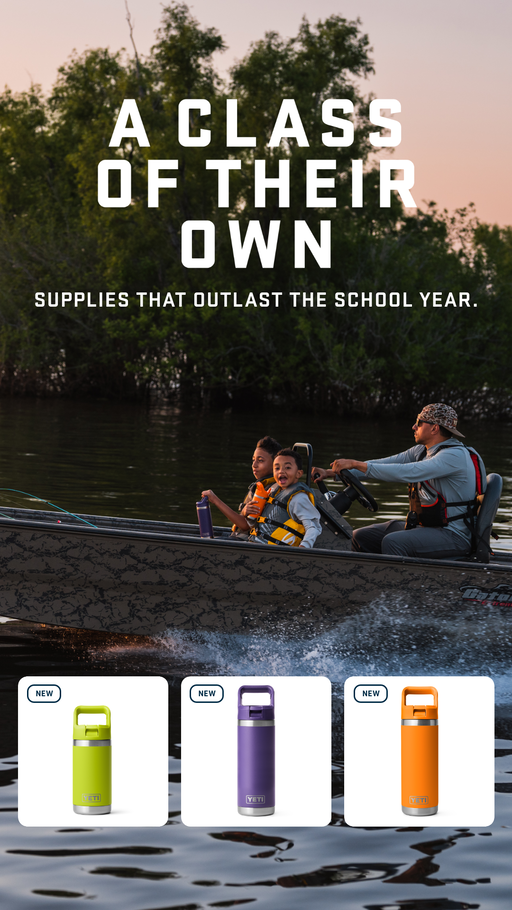 A CLASS
OF THEIR
OWN
SUPPLIES THAT OUTLAST THE SCHOOL YEAR.
NEW
NEW
NEW
YETI
YETI
YETI